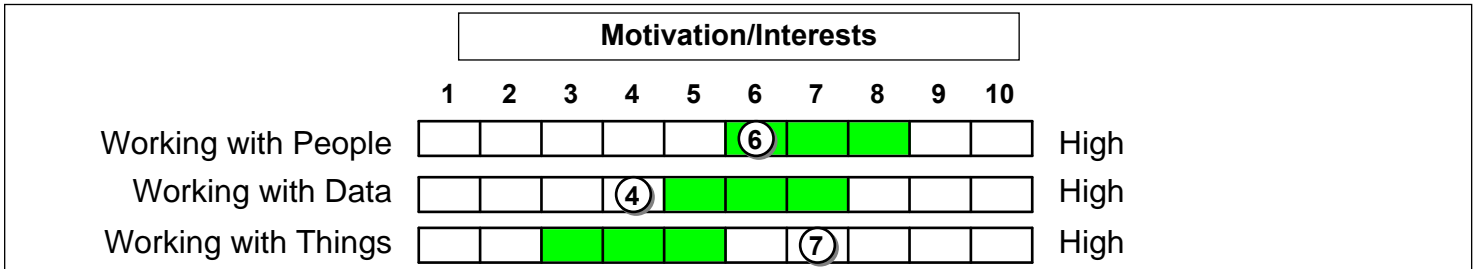 Motivation/Interests
1 2 3 4 5 6 7 8 9 10
Working with People 6 High
Working with Data 4 High
Working with Things 7 High